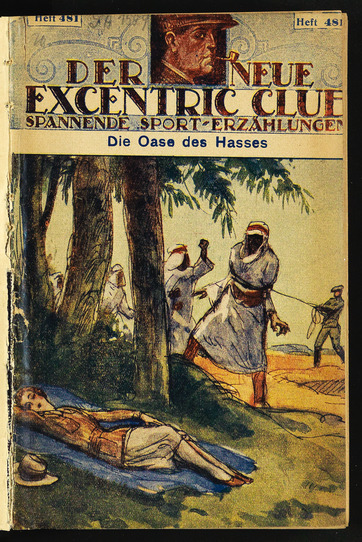 Heft 481
Heft 481
DER NEUE
EXCENTRIC CLUB
SPANNENDE SPORT-ERZÄHLUNGEN
Die Oase des Hasses